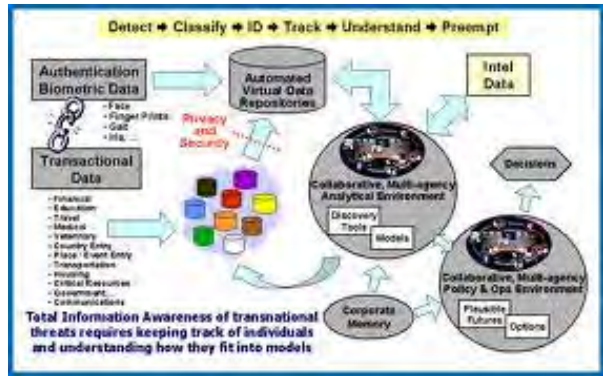 Detect ➔ Classify ➔ ID ➔ Track ➔ Understand ➔ Preempt
Authentication
Biometric Data
• Face
• Finger Prints
• Gait
• Iris, ...
Automated
Virtual Data
Repositories
Intel
Data
Privacy
and
Security
Transactional
Data
• Financial
• Education
• Travel
• Medical
• Veterinary
• Country Entry
• Place / Event Entry
• Transportation
• Housing
• Critical Resources
• Government...
• Communications
Collaborative, Multi-agency
Analytical Environment
Discovery
Tools
Models
Decisions
Collaborative, Multi-agency
Policy & Ops Environment
Plausible
Futures
Options
Corporate
Memory
Total Information Awareness of transnational
threats requires keeping track of individuals
and understanding how they fit into models